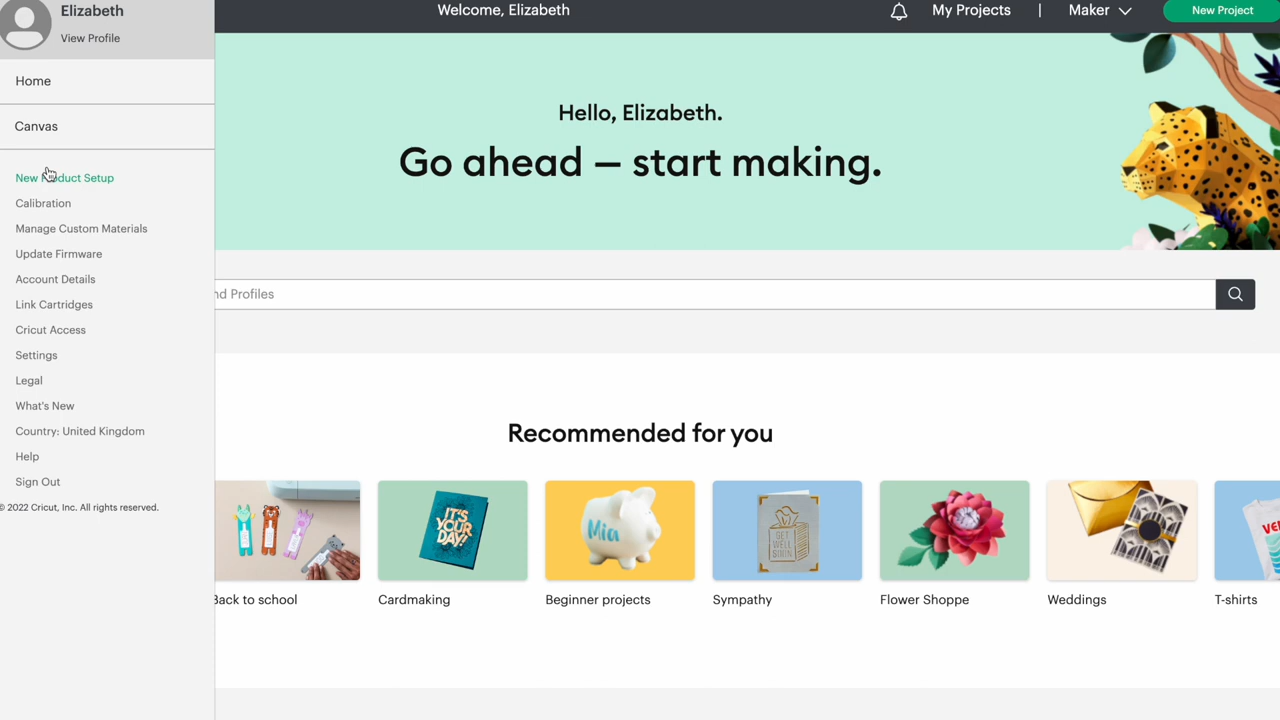 Elizabeth
View Profile
Home
Canvas
New Product Setup
Calibration
Manage Custom Materials
Update Firmware
Account Details
Link Cartridges
Cricut Access
Settings
Legal
What's New
Country: United Kingdom
Help
Sign Out
© 2022 Cricut, Inc. All rights reserved.
Welcome, Elizabeth
My Projects | Maker
New Project
Hello, Elizabeth.
Go ahead — start making.
nd Profiles
Recommended for you
IT'S
YOUR
DAY!
Mia
GET
WELL
Back to school
Cardmaking
Beginner projects
Sympathy
Flower Shoppe
Weddings
T-shirts